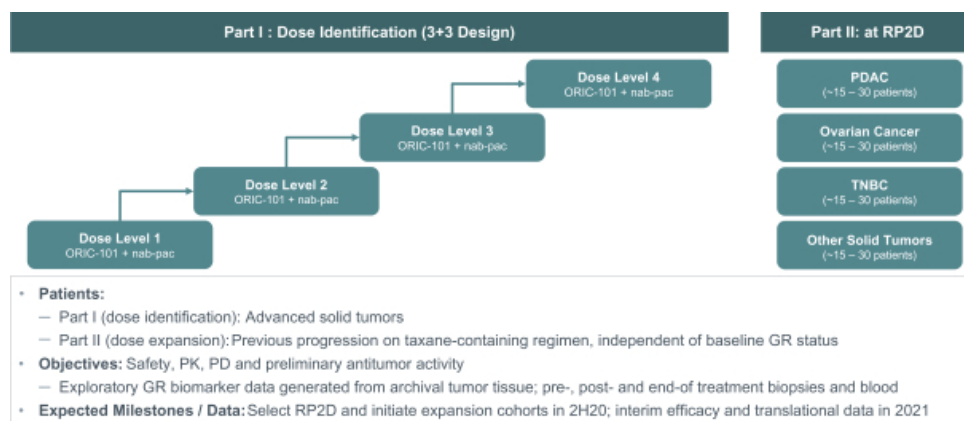 Part I : Dose Identification (3+3 Design)
Part II: at RP2D
Dose Level 4
ORIC-101 + nab-pac
Dose Level 3
ORIC-101 + nab-pac
Dose Level 2
ORIC-101 + nab-pac
Dose Level 1
ORIC-101 + nab-pac
PDAC
(~15 – 30 patients)
Ovarian Cancer
(~15 – 30 patients)
TNBC
(~15 – 30 patients)
Other Solid Tumors
(~15 – 30 patients)
• Patients:
— Part I (dose identification): Advanced solid tumors
— Part II (dose expansion): Previous progression on taxane-containing regimen, independent of baseline GR status
• Objectives: Safety, PK, PD and preliminary antitumor activity
— Exploratory GR biomarker data generated from archival tumor tissue; pre-, post- and end-of treatment biopsies and blood
• Expected Milestones / Data: Select RP2D and initiate expansion cohorts in 2H20; interim efficacy and translational data in 2021